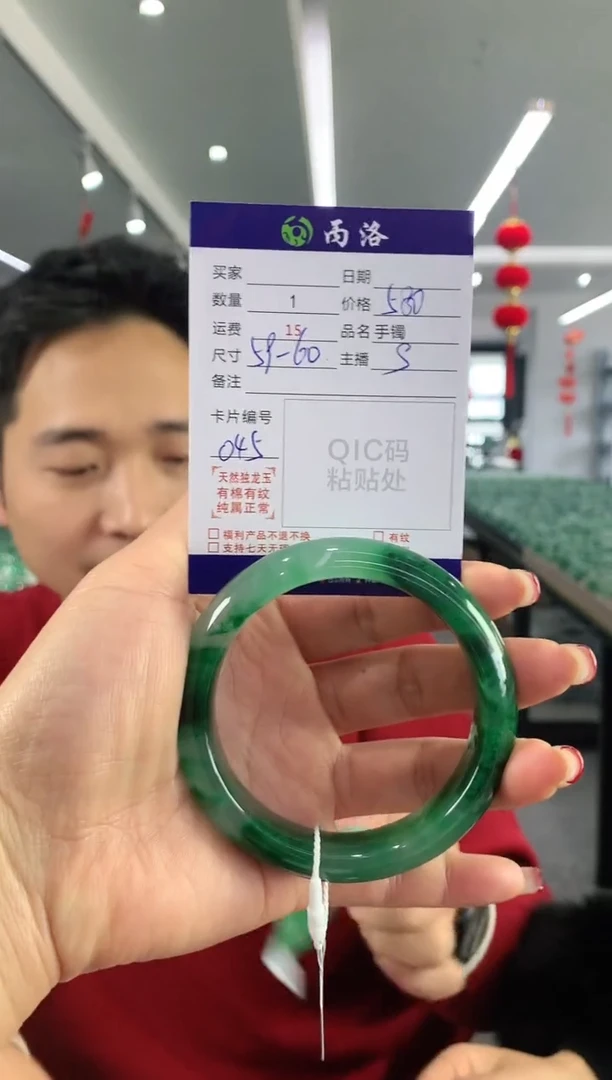 丙洛
买家 日期
数量 1 价格 580
运费 15 品名 手镯
尺寸 59-60 主播 S
备注
卡片编号
045
QIC码
粘贴处
天然独龙玉
有棉有纹
纯属正常
福利产品不退不换 有纹
支持七天无